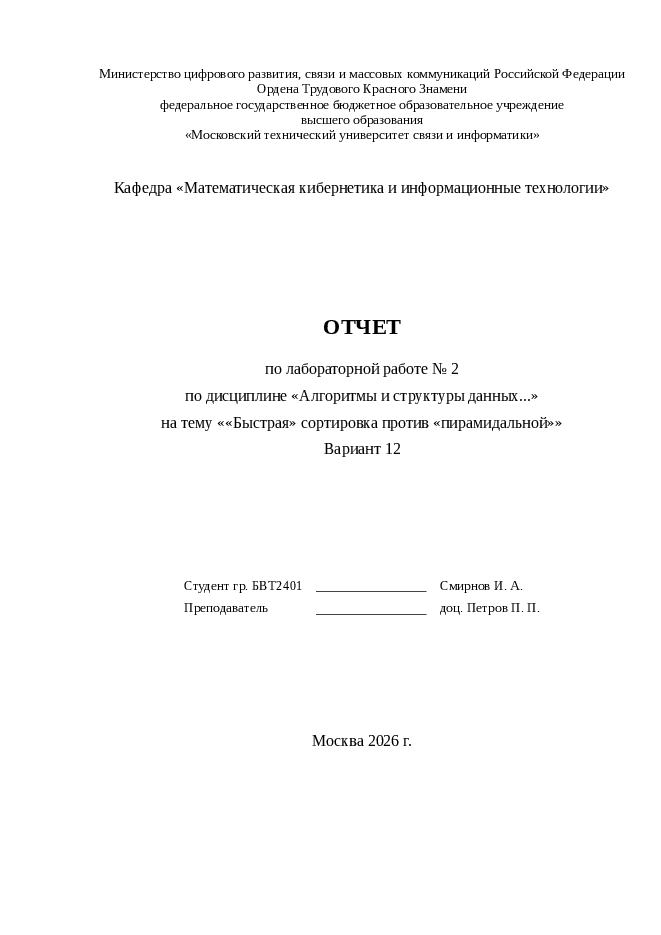 Министерство цифрового развития, связи и массовых коммуникаций Российской Федерации
Ордена Трудового Красного Знамени
федеральное государственное бюджетное образовательное учреждение
высшего образования
«Московский технический университет связи и информатики»
Кафедра «Математическая кибернетика и информационные технологии»
ОТЧЕТ
по лабораторной работе № 2
по дисциплине «Алгоритмы и структуры данных...»
на тему ««Быстрая» сортировка против «пирамидальной»»
Вариант 12
Студент гр. БВТ2401 _________________ Смирнов И. А.
Преподаватель _________________ доц. Петров П. П.
Москва 2026 г.